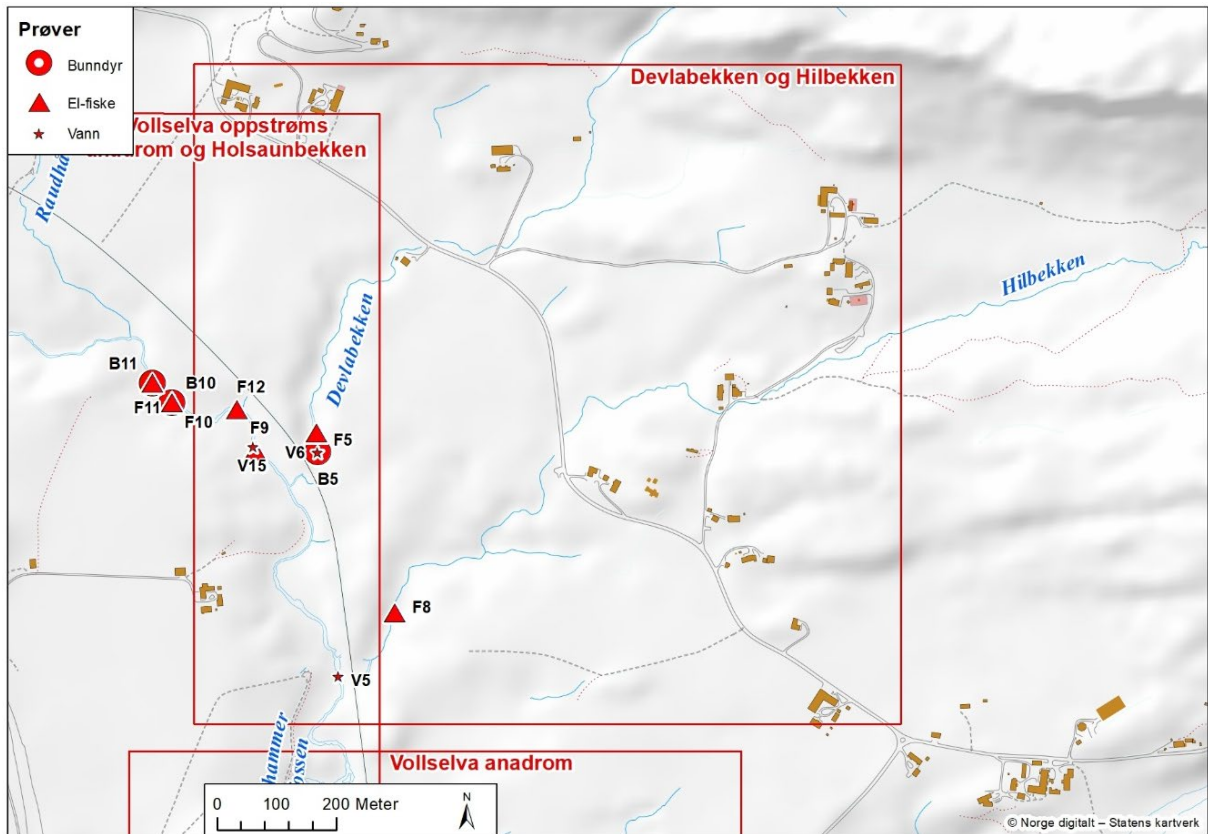 Prøver
Bunndyr
El-fiske
Vann
Devlabekken og Hilbekken
Vollselva oppstrøms
anadrom og Holsaunbekken
Devlabekken
Hilbekken
B11
B10
F11
F10
F12
F9
V15
V6
F5
B5
F8
V5
Vollselva anadrom
0 100 200 Meter
N
© Norge digitalt – Statens kartverk